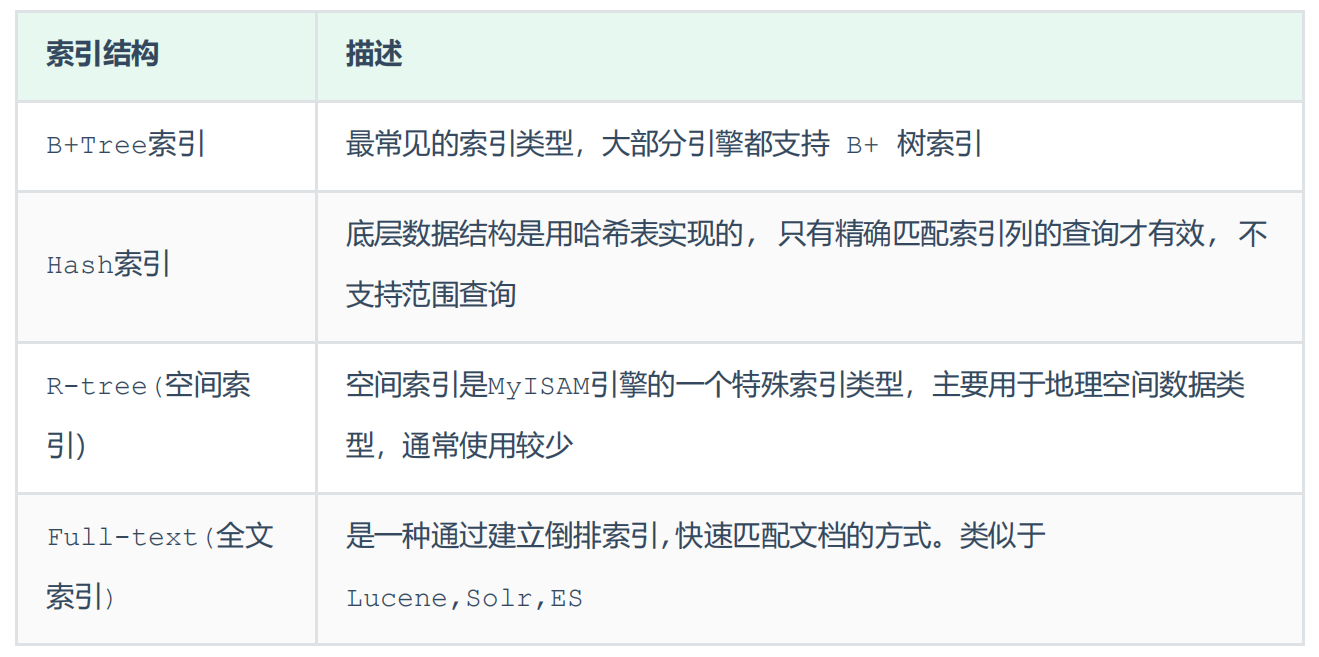 索引结构
描述
B+Tree索引
最常见的索引类型，大部分引擎都支持 B+ 树索引
Hash索引
底层数据结构是用哈希表实现的, 只有精确匹配索引列的查询才有效, 不
支持范围查询
R-tree(空间索
引)
空间索引是MyISAM引擎的一个特殊索引类型，主要用于地理空间数据类
型，通常使用较少
Full-text(全文
索引)
是一种通过建立倒排索引,快速匹配文档的方式。类似于
Lucene,Solr,ES